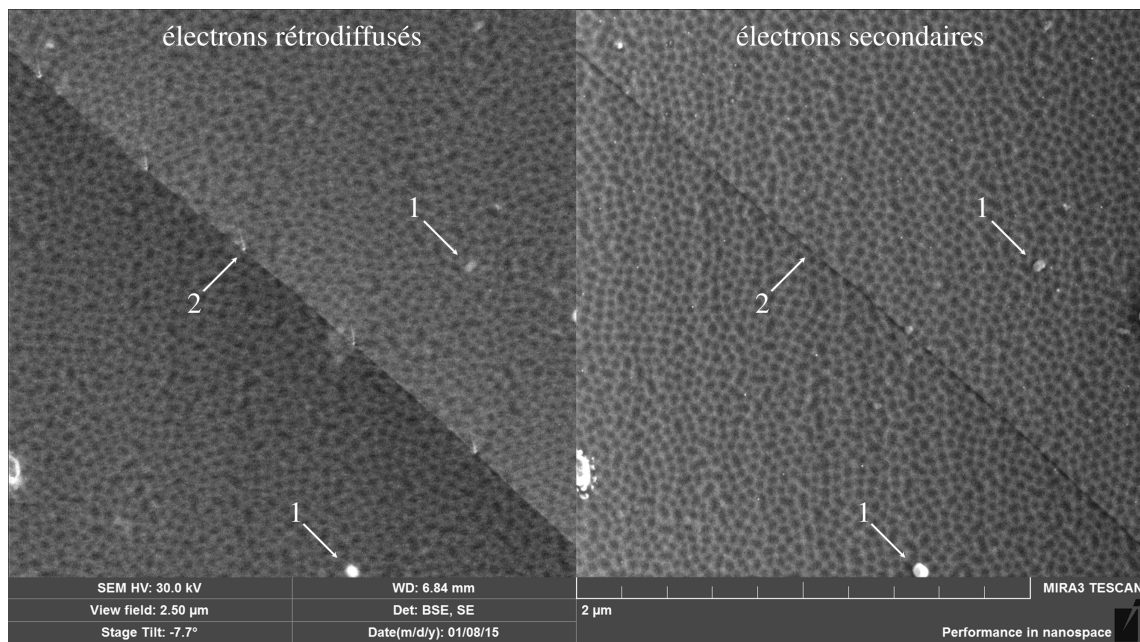 électrons rétrodiffusés
électrons secondaires
1
2
1
1
2
1
SEM HV: 30.0 kV
WD: 6.84 mm
MIRA3 TESCAN
View field: 2.50 µm
Det: BSE, SE
2 µm
Stage Tilt: -7.7°
Date(m/d/y): 01/08/15
Performance in nanospace